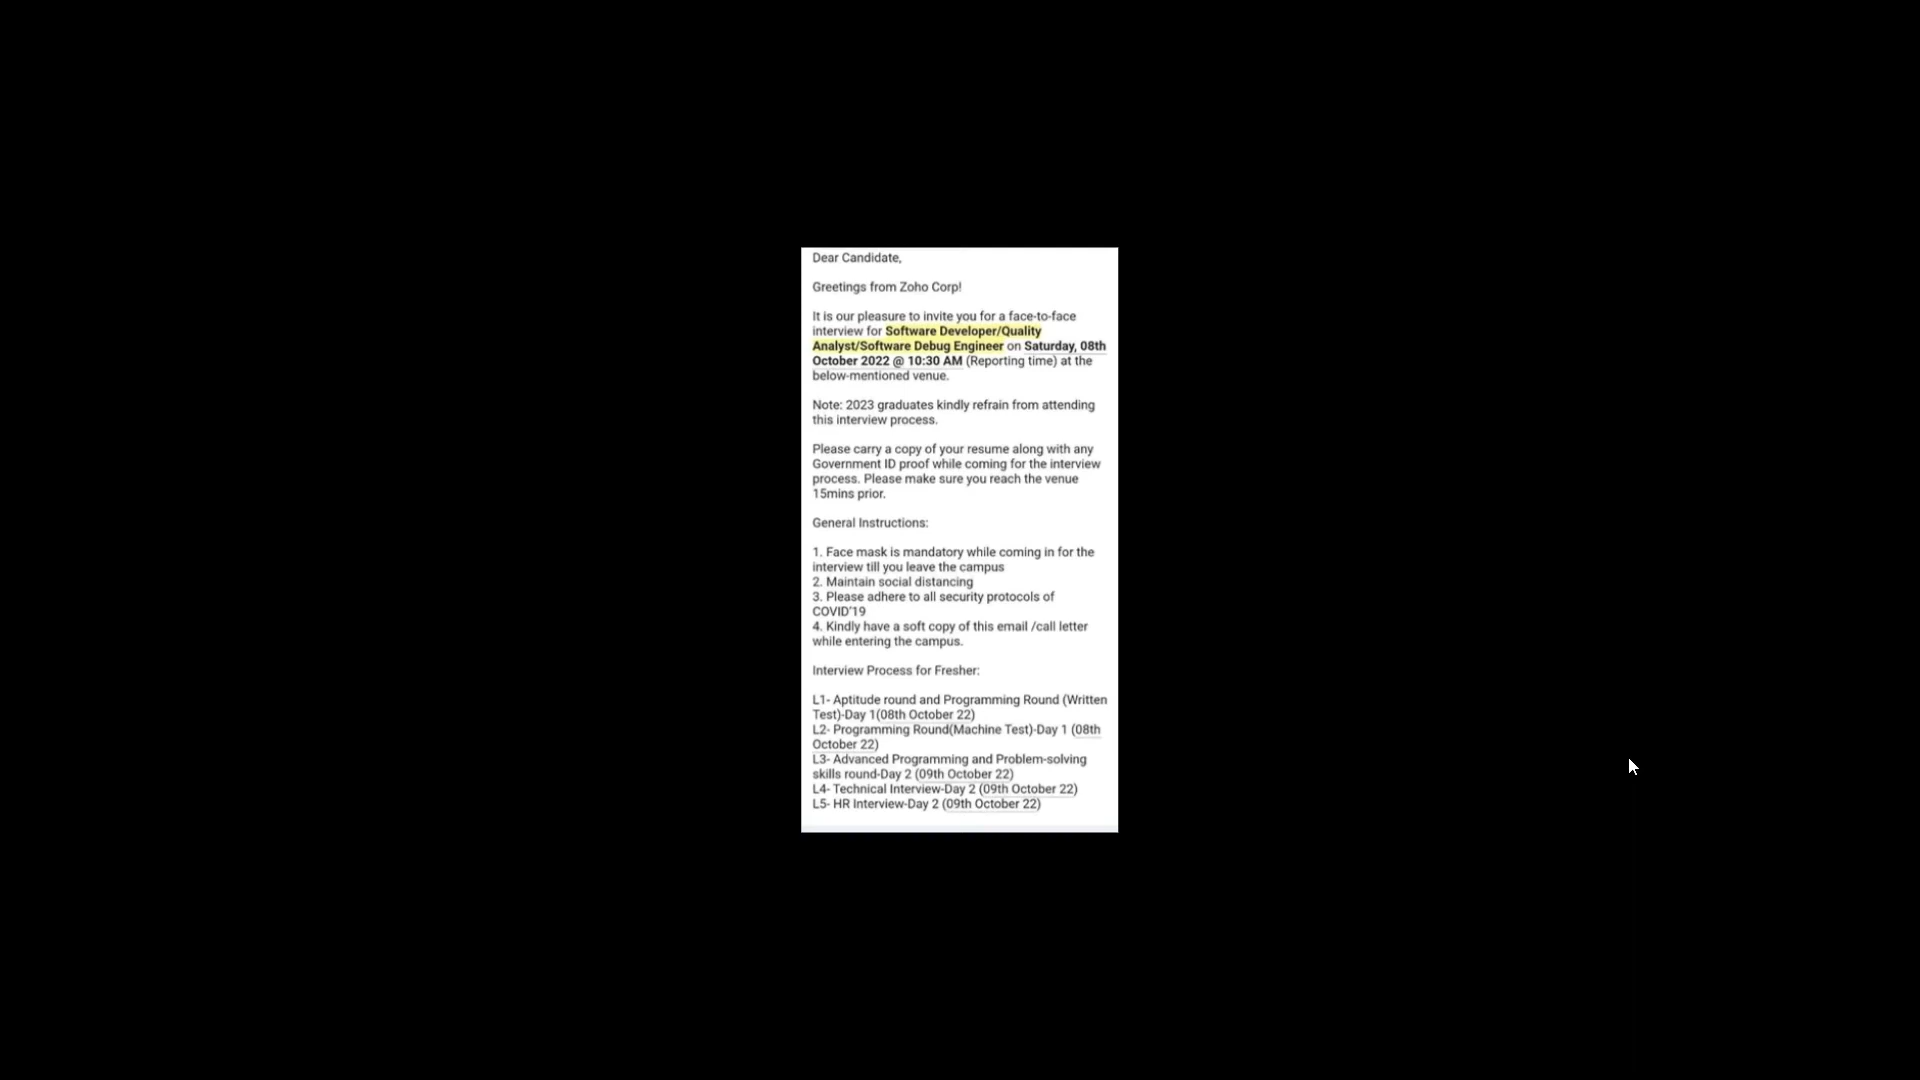 Dear Candidate,
Greetings from Zoho Corp!
It is our pleasure to invite you for a face-to-face
interview for Software Developer/Quality
Analyst/Software Debug Engineer on Saturday, 08th
October 2022 @ 10:30 AM (Reporting time) at the
below-mentioned venue.
Note: 2023 graduates kindly refrain from attending
this interview process.
Please carry a copy of your resume along with any
Government ID proof while coming for the interview
process. Please make sure you reach the venue
15mins prior.
General Instructions:
1. Face mask is mandatory while coming in for the
interview till you leave the campus
2. Maintain social distancing
3. Please adhere to all security protocols of
COVID'19
4. Kindly have a soft copy of this email /call letter
while entering the campus.
Interview Process for Fresher:
L1- Aptitude round and Programming Round (Written
Test)-Day 1(08th October 22)
L2- Programming Round(Machine Test)-Day 1 (08th
October 22)
L3- Advanced Programming and Problem-solving
skills round-Day 2 (09th October 22)
L4- Technical Interview-Day 2 (09th October 22)
L5- HR Interview-Day 2 (09th October 22)